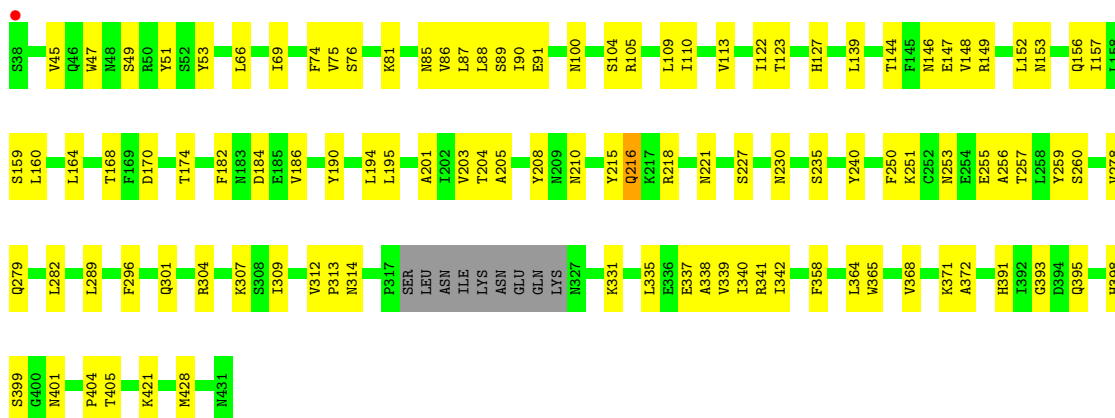 S38 V45 Q46 W47 N48 S49 R50 Y51 S52 Y53 L66 I69 F74 V75 S76 K81 N85 V86 L87 L88 S89 I90 E91 N100 S104 R105 L109 I110 V113 I122 T123 H127 L139 T144 F145 N146 E147 V148 R149 L152 N153 Q156 I157 L158
S159 L160 L164 T168 F169 D170 T174 F182 N183 D184 E185 V186 Y190 L194 L195 A201 I202 V203 T204 A205 Y208 N209 N210 Y215 Q216 K217 R218 N221 S227 N230 S235 Y240 F250 K251 C252 N253 E254 E255 A256 T257 L258 Y259 S260 V278
Q279 L282 L289 F296 Q301 R304 K307 S308 I309 V312 P313 N314 P317 SER LEU ASN ILE LYS ASN GLU GLN LYS N327 K331 L335 E336 E337 A338 V339 I340 R341 I342 F358 L364 W365 V368 K371 A372 H391 I392 G393 D394 Q395 H398
S399 G400 N401 P404 T405 K421 M428 N431